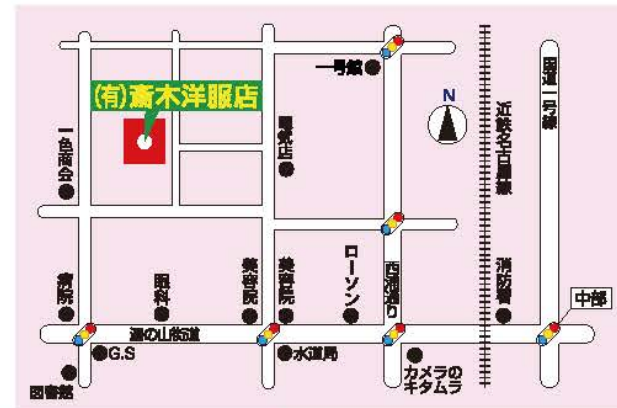 一号館
(有)斎木洋服店
N
国道一号線
近鉄名古屋線
電気店
一色商会
病院
眼科
美容院
美容院
ローソン
西浦通り
消防署
中部
湯の山街道
G.S
水道局
カメラの
キタムラ
図書館